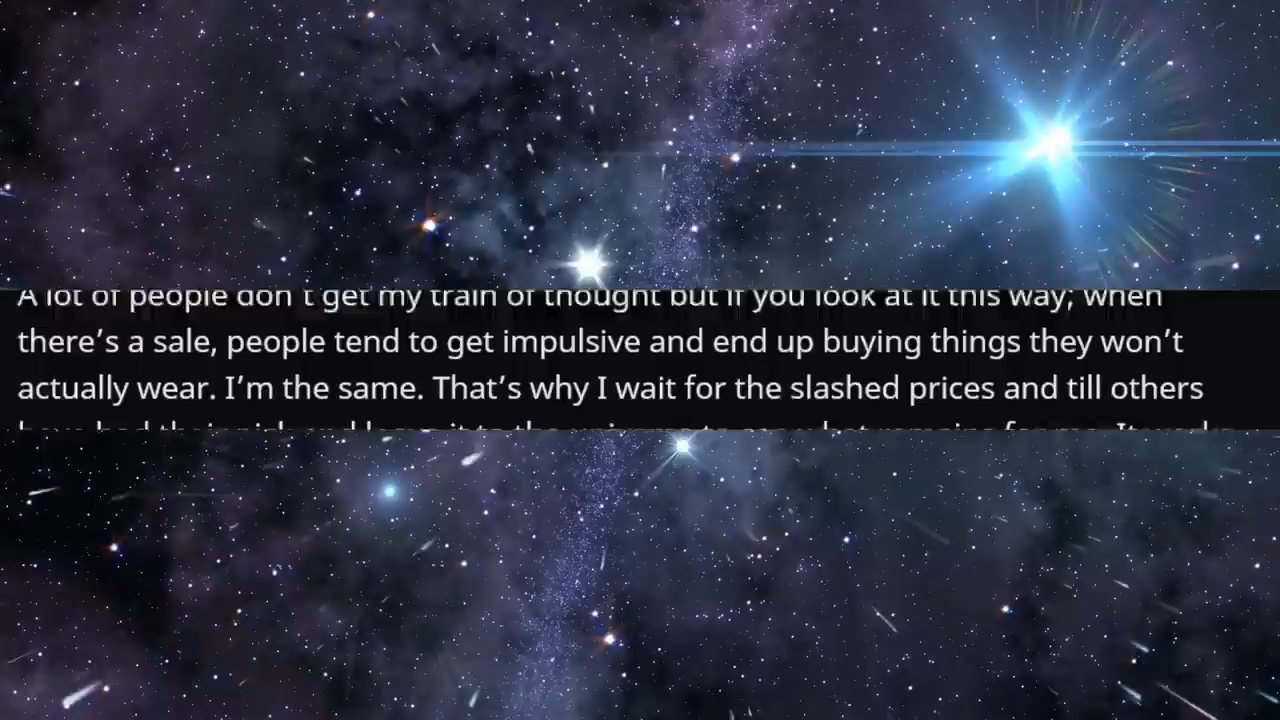 A lot of people don't get my train of thought but if you look at it this way; when
there’s a sale, people tend to get impulsive and end up buying things they won’t
actually wear. I’m the same. That’s why I wait for the slashed prices and till others